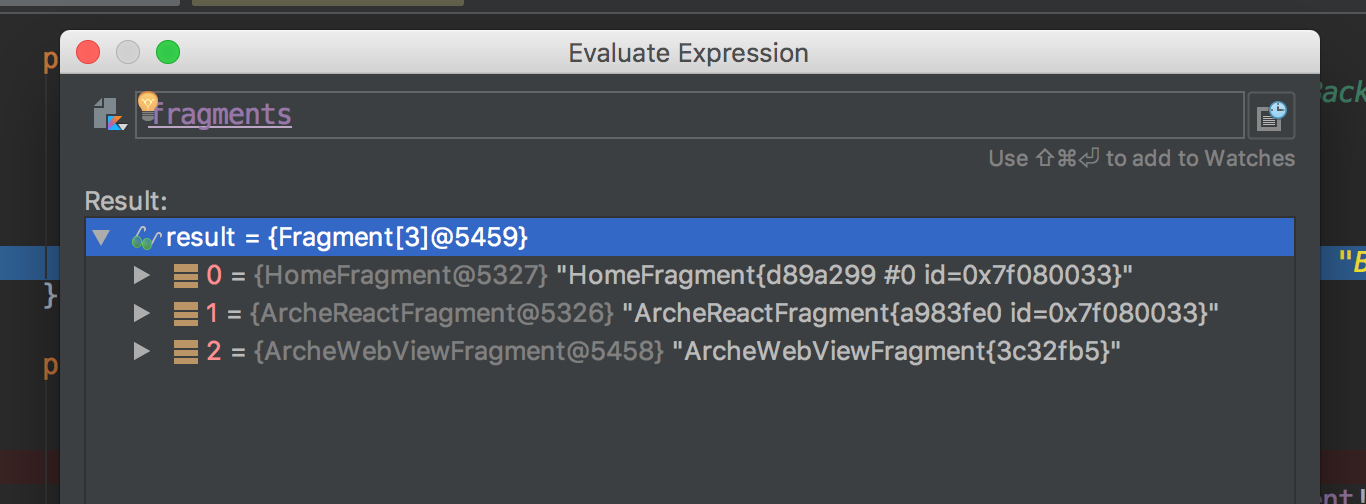 Evaluate Expression
p
Back
fragments
Use ⇧⌘⏎ to add to Watches
Result:
result = {Fragment[3]@5459}
"B
0 = {HomeFragment@5327} "HomeFragment{d89a299 #0 id=0x7f080033}"
}
1 = {ArcheReactFragment@5326} "ArcheReactFragment{a983fe0 id=0x7f080033}"
2 = {ArcheWebViewFragment@5458} "ArcheWebViewFragment{3c32fb5}"
p